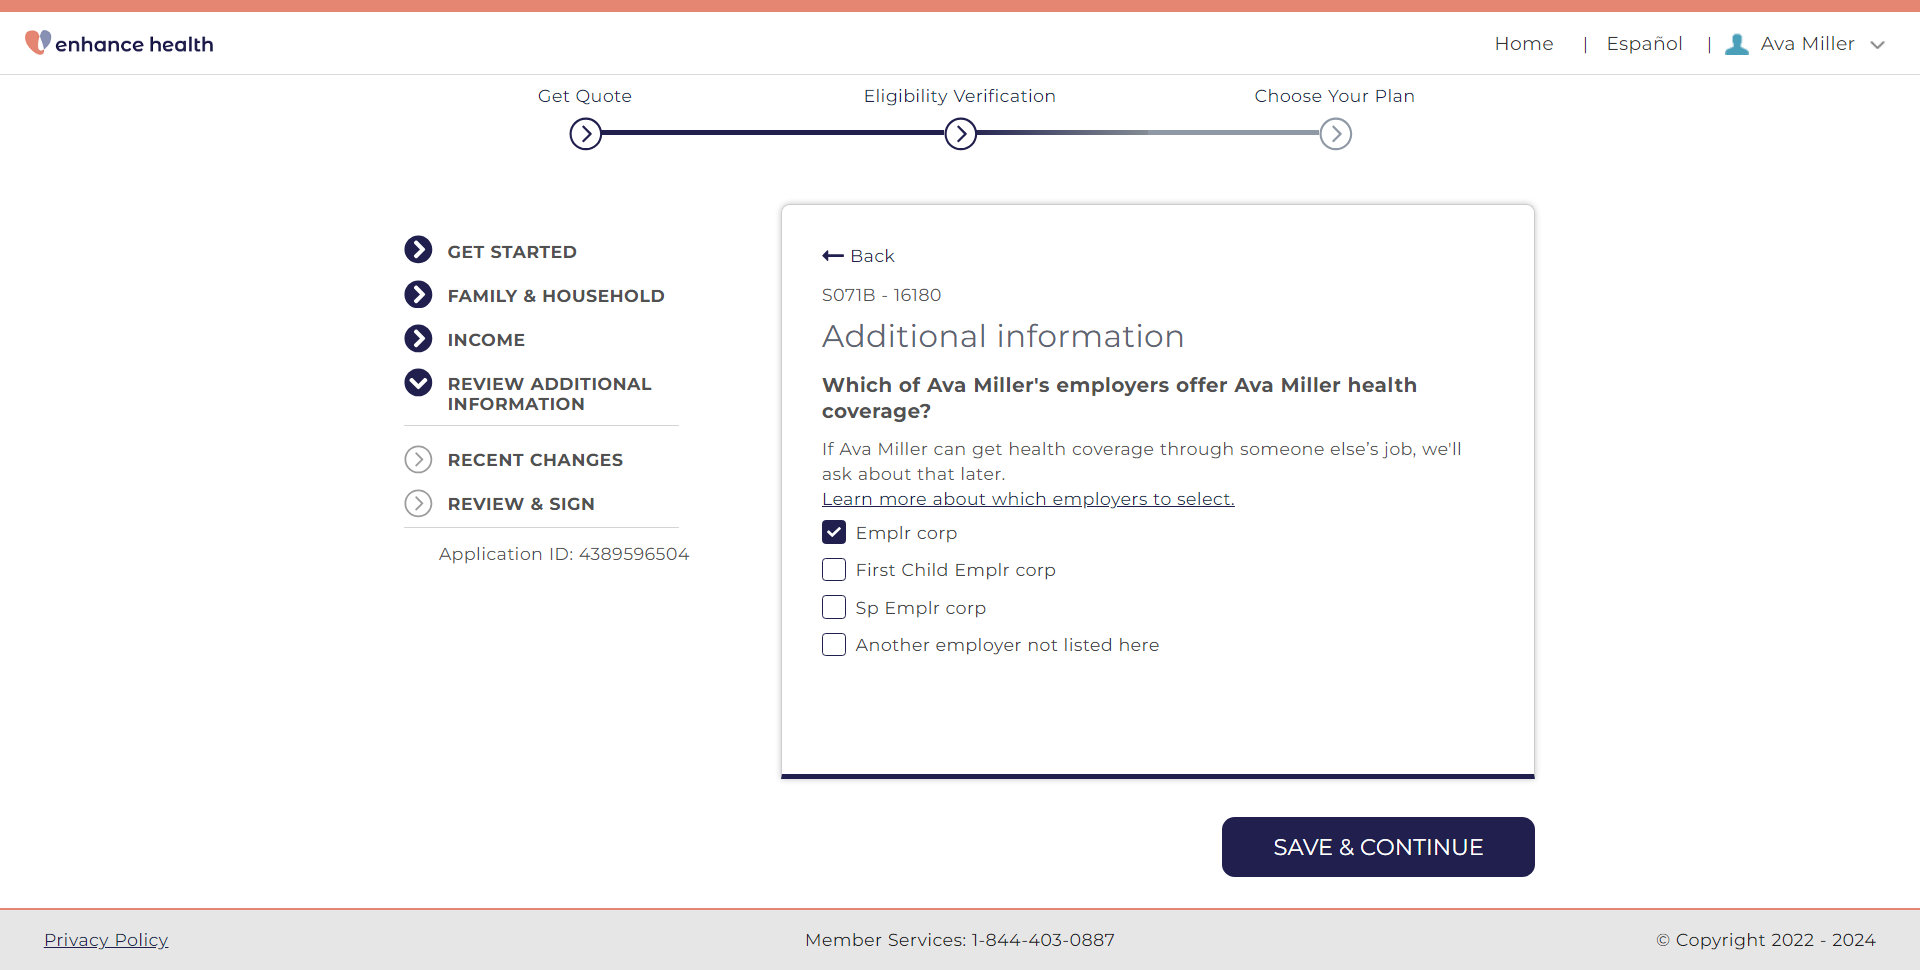 enhance health
Home | Español | Ava Miller
Get Quote
Eligibility Verification
Choose Your Plan
GET STARTED
FAMILY & HOUSEHOLD
INCOME
REVIEW ADDITIONAL
INFORMATION
RECENT CHANGES
REVIEW & SIGN
Application ID: 4389596504
Back
S071B - 16180
Additional information
Which of Ava Miller's employers offer Ava Miller health
coverage?
If Ava Miller can get health coverage through someone else’s job, we'll
ask about that later.
Learn more about which employers to select.
Emplr corp
First Child Emplr corp
Sp Emplr corp
Another employer not listed here
SAVE & CONTINUE
Privacy Policy
Member Services: 1-844-403-0887
© Copyright 2022 - 2024